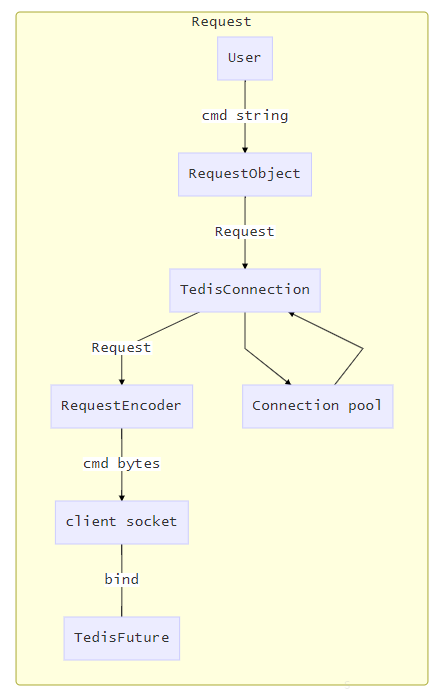 Request
User
cmd string
RequestObject
Request
TedisConnection
Request
RequestEncoder
Connection pool
cmd bytes
client socket
bind
TedisFuture